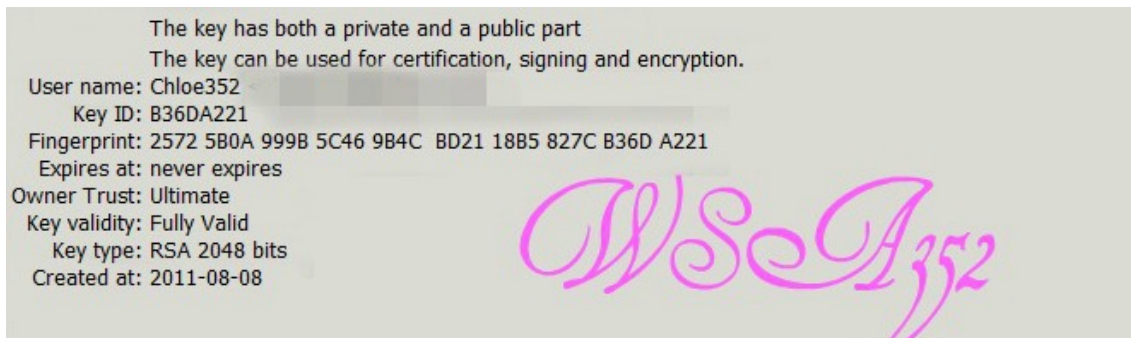 The key has both a private and a public part
The key can be used for certification, signing and encryption.
User name: Chloe352
Key ID: B36DA221
Fingerprint: 2572 5B0A 999B 5C46 9B4C  BD21 18B5 827C B36D A221
Expires at: never expires
Owner Trust: Ultimate
Key validity: Fully Valid
Key type: RSA 2048 bits
Created at: 2011-08-08
WSA352